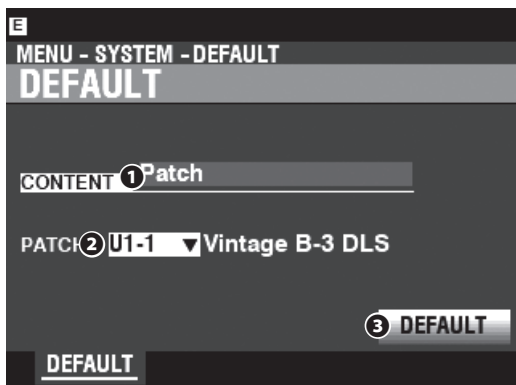 E
MENU - SYSTEM - DEFAULT
DEFAULT
CONTENT 1 Patch
PATCH 2 U1-1 ▼ Vintage B-3 DLS
3 DEFAULT
DEFAULT